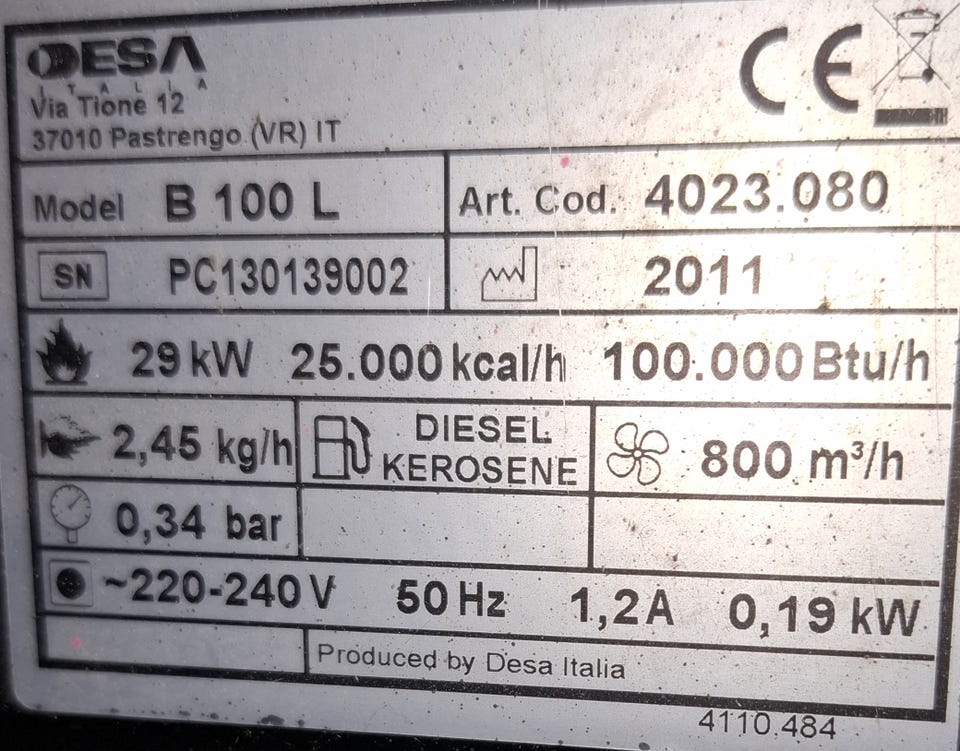 DESA
ITALIA
Via Tione 12
37010 Pastrengo (VR) IT
CE
Model B 100 L Art. Cod. 4023.080
SN PC130139002 2011
29 kW 25.000 kcal/h 100.000 Btu/h
2,45 kg/h DIESEL KEROSENE 800 m³/h
0,34 bar
~220-240 V 50 Hz 1,2 A 0,19 kW
Produced by Desa Italia
4110.484